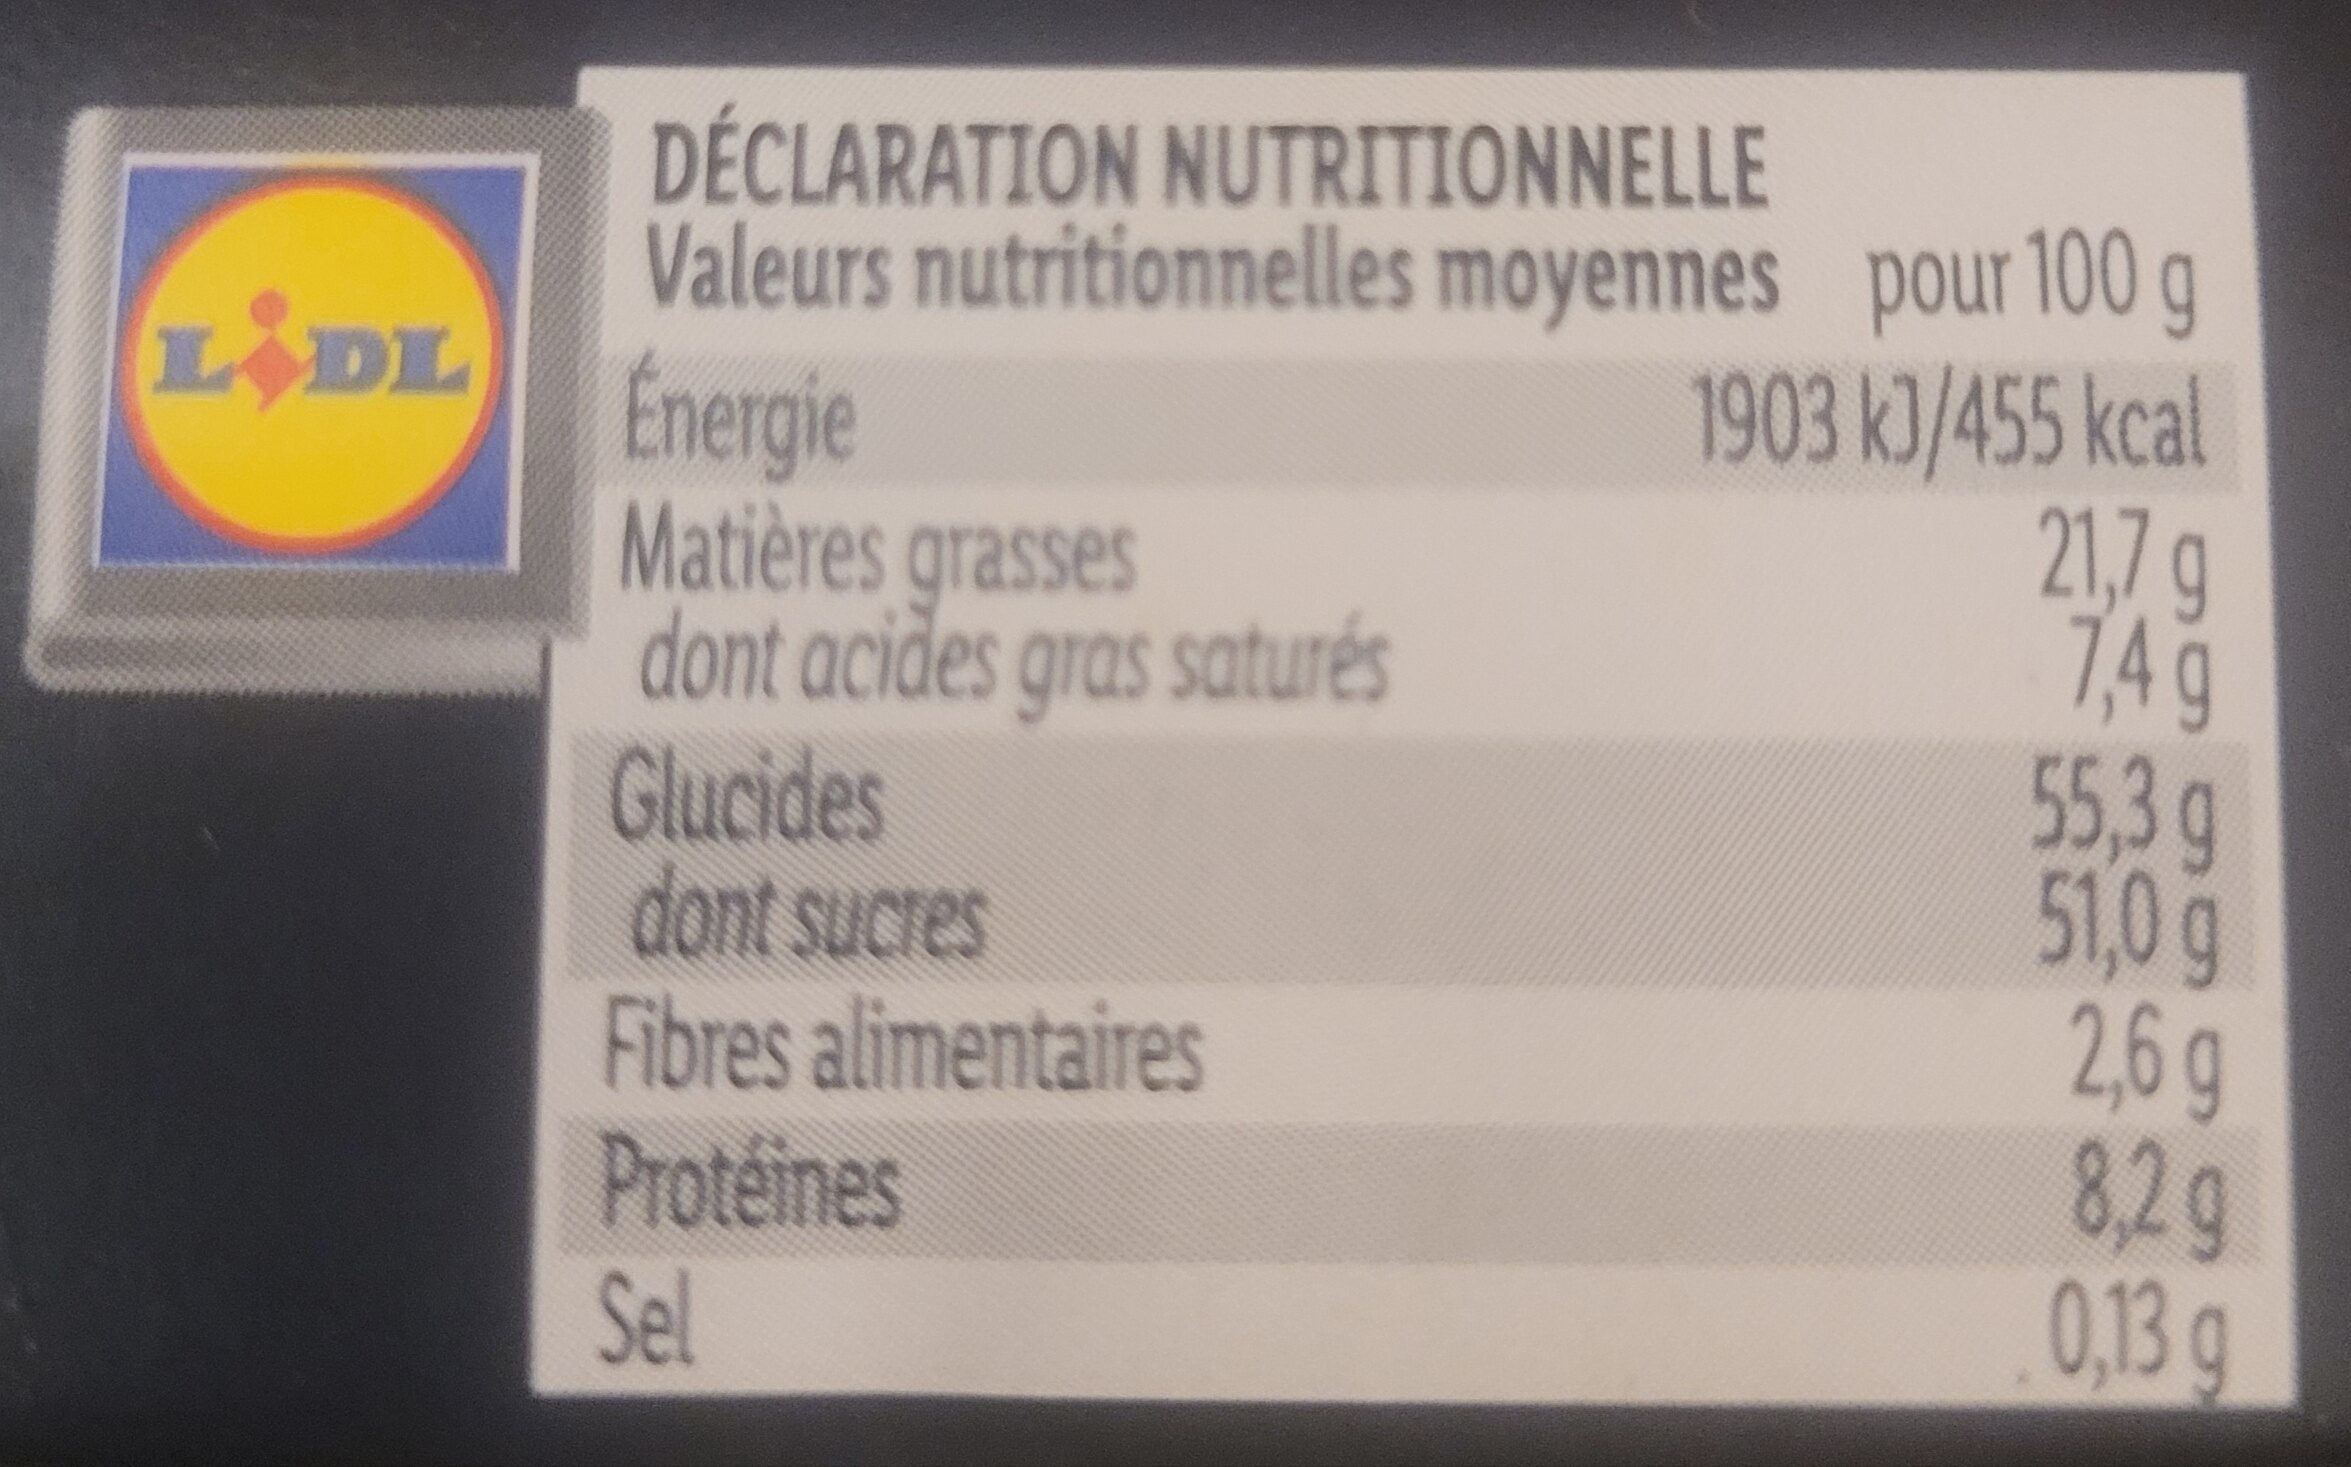 LIDL
DÉCLARATION NUTRITIONNELLE
Valeurs nutritionnelles moyennes pour 100 g
Énergie 1903 kJ/455 kcal
Matières grasses 21,7 g
dont acides gras saturés 7,4 g
Glucides 55,3 g
dont sucres 51,0 g
Fibres alimentaires 2,6 g
Protéines 8,2 g
Sel 0,13 g